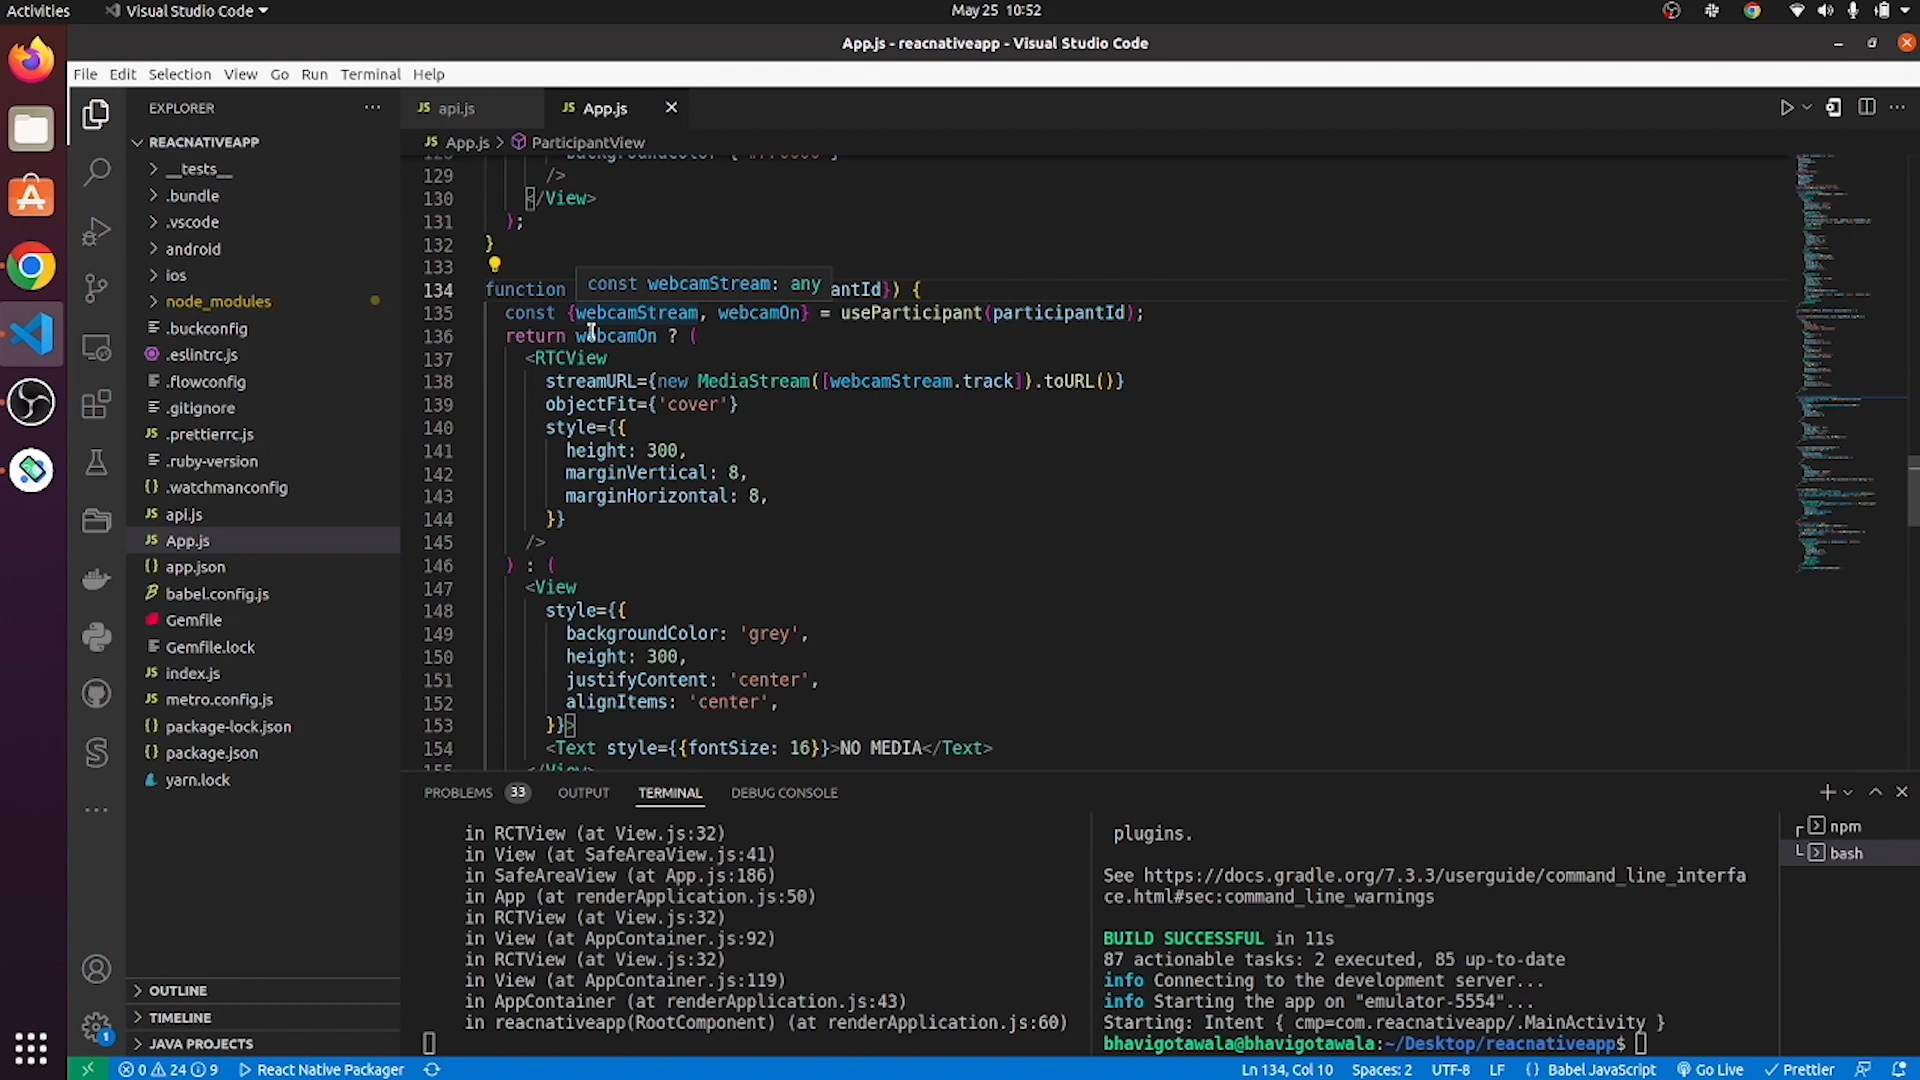 Activities
Visual Studio Code
May 25 10:52
App.js - reacnativeapp - Visual Studio Code
File Edit Selection View Go Run Terminal Help
EXPLORER
REACNATIVEAPP
__tests__
.bundle
.vscode
android
ios
node_modules
.buckconfig
.eslintrc.js
.flowconfig
.gitignore
.prettierrc.js
.ruby-version
.watchmanconfig
api.js
App.js
app.json
babel.config.js
Gemfile
Gemfile.lock
index.js
metro.config.js
package-lock.json
package.json
yarn.lock
OUTLINE
TIMELINE
JAVA PROJECTS
JS api.js
JS App.js
JS App.js > ParticipantView
129 />
130 </View>
131 );
132 }
133
const webcamStream: any
134 function antId}) {
135 const {webcamStream, webcamOn} = useParticipant(participantId);
136 return webcamOn ? (
137 <RTCView
138 streamURL={new MediaStream([webcamStream.track]).toURL()}
139 objectFit={'cover'}
140 style={{
141 height: 300,
142 marginVertical: 8,
143 marginHorizontal: 8,
144 }}
145 />
146 ) : (
147 <View
148 style={{
149 backgroundColor: 'grey',
150 height: 300,
151 justifyContent: 'center',
152 alignItems: 'center',
153 }}>
154 <Text style={{fontSize: 16}}>NO MEDIA</Text>
PROBLEMS 33 OUTPUT TERMINAL DEBUG CONSOLE
in RCTView (at View.js:32)
in View (at SafeAreaView.js:41)
in SafeAreaView (at App.js:186)
in App (at renderApplication.js:50)
in RCTView (at View.js:32)
in View (at AppContainer.js:92)
in RCTView (at View.js:32)
in View (at AppContainer.js:119)
in AppContainer (at renderApplication.js:43)
in reacnativeapp(RootComponent) (at renderApplication.js:60)
plugins.
See https://docs.gradle.org/7.3.3/userguide/command_line_interfa
ce.html#sec:command_line_warnings
BUILD SUCCESSFUL in 11s
87 actionable tasks: 2 executed, 85 up-to-date
info Connecting to the development server...
info Starting the app on "emulator-5554"...
Starting: Intent { cmp=com.reacnativeapp/.MainActivity }
bhavigotawala@bhavigotawala:~/Desktop/reacnativeapp$
npm
bash
1
0 24 9 React Native Packager
Ln 134, Col 10 Spaces: 2 UTF-8 LF {} Babel JavaScript Go Live Prettier